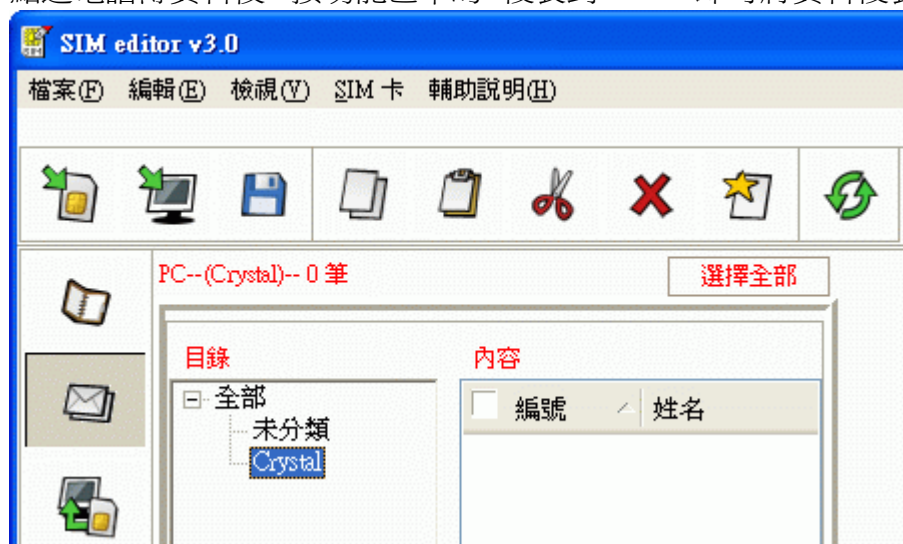 SIM editor v3.0
檔案(F) 編輯(E) 檢視(V) SIM 卡 輔助說明(H)
PC--(Crystal)-- 0 筆
選擇全部
目錄
內容
全部
未分類
Crystal
編號 姓名